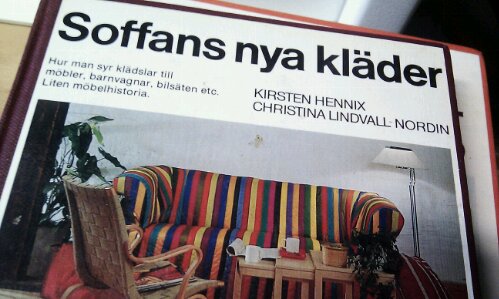 Soffans nya kläder
Hur man syr klädslar till
möbler, barnvagnar, bilsäten etc.
Liten möbelhistoria.
KIRSTEN HENNIX
CHRISTINA LINDVALL-NORDIN